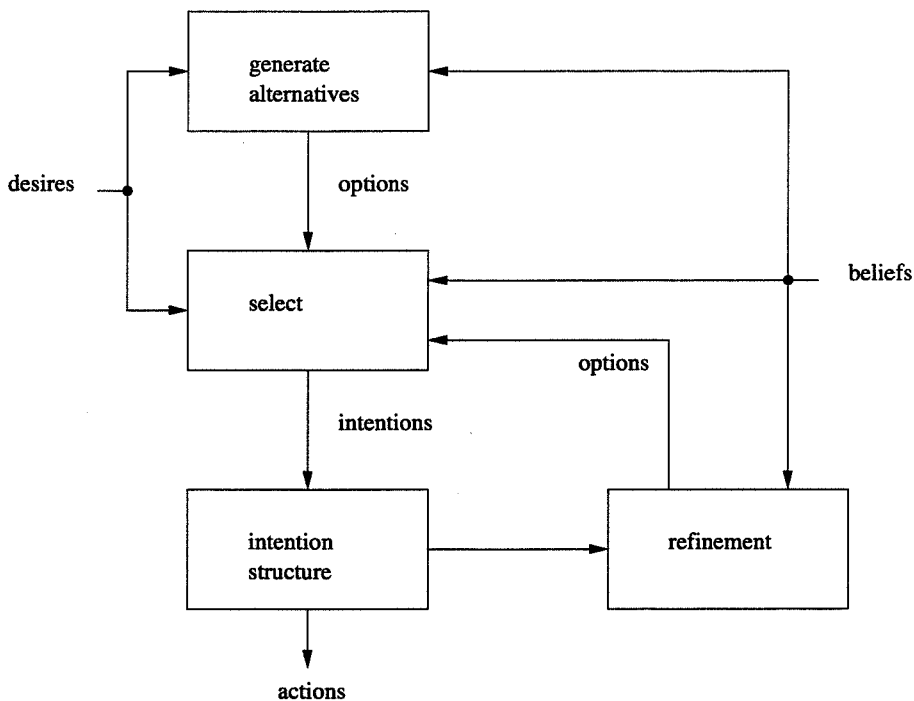 generate
alternatives
desires
options
select
beliefs
options
intentions
intention
structure
refinement
actions